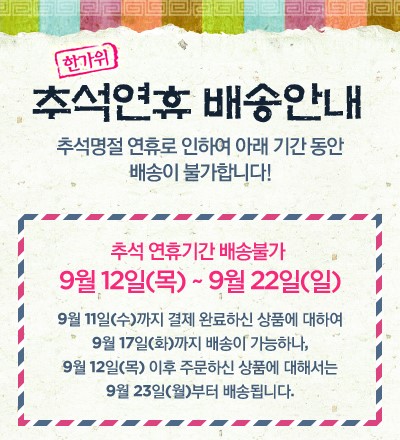 한가위
추석연휴 배송안내
추석명절 연휴로 인하여 아래 기간 동안
배송이 불가합니다!
추석 연휴기간 배송불가
9월 12일(목) ~ 9월 22일(일)
9월 11일(수)까지 결제 완료하신 상품에 대하여
9월 17일(화)까지 배송이 가능하나,
9월 12일(목) 이후 주문하신 상품에 대해서는
9월 23일(월)부터 배송됩니다.